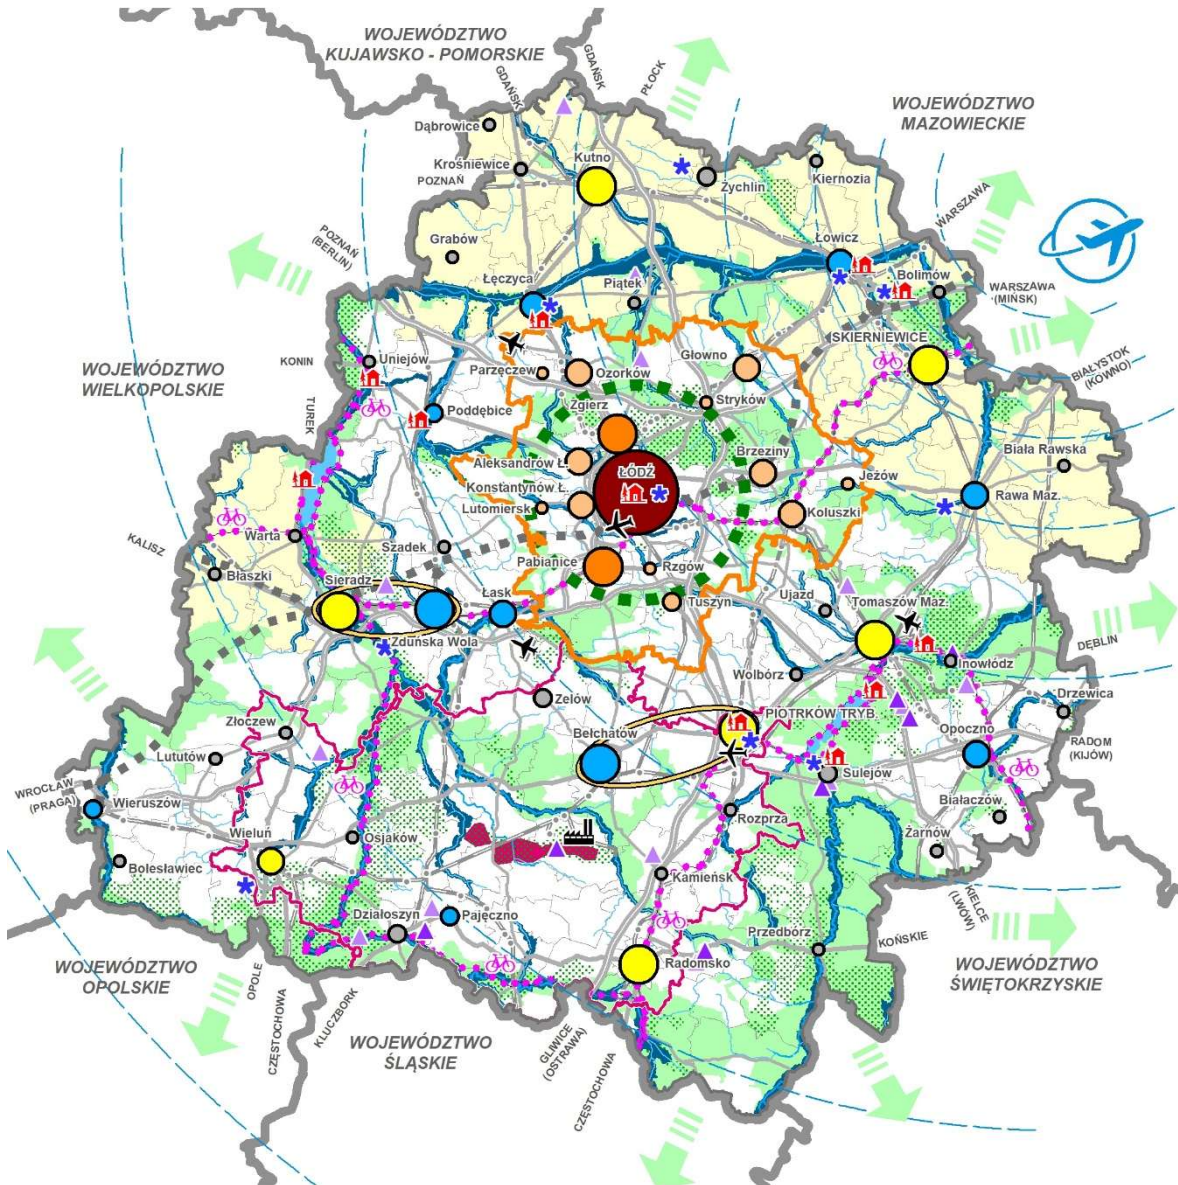 WOJEWÓDZTWO
KUJAWSKO - POMORSKIE
GDAŃSK
GDAŃSK
PŁOCK
WOJEWÓDZTWO
MAZOWIECKIE
Dąbrowice
Krośniewice
POZNAŃ
Kutno
Żychlin
Kiernozia
WARSZAWA
POZNAŃ
(BERLIN)
Grabów
Łowicz
Łęczyca
Piątek
Bolimów
WARSZAWA
(MIŃSK)
SKIERNIEWICE
BIAŁYSTOK
(KOWNO)
WOJEWÓDZTWO
WIELKOPOLSKIE
KONIN
Uniejów
Parzęczew
Ozorków
Głowno
TUREK
Poddębice
Zgierz
Stryków
Aleksandrów Ł.
ŁÓDŹ
Brzeziny
Biała Rawska
Konstantynów Ł.
Jeżów
Rawa Maz.
Lutomiersk
Koluszki
KALISZ
Warta
Szadek
Błaszki
Pabianice
Rzgów
Sieradz
Łask
Tuszyn
Ujazd
Tomaszów Maz.
Zduńska Wola
DĘBLIN
Inowłódz
Wolbórz
Drzewica
Zelów
Złoczew
PIOTRKÓW TRYB.
Bełchatów
Opoczno
RADOM
(KIJÓW)
Lututów
Sulejów
WROCŁAW
(PRAGA)
Wieruszów
Białaczów
Rozprza
Wieluń
Osjaków
Żarnów
Bolesławiec
Kamieńsk
KIELCE
(LWÓW)
Działoszyn
Pajęczno
Przedbórz
KOŃSKIE
Radomsko
WOJEWÓDZTWO
OPOLSKIE
OPOLE
CZĘSTOCHOWA
KLUCZBORK
WOJEWÓDZTWO
ŚLĄSKIE
GLIWICE
(OSTRAWA)
CZĘSTOCHOWA
WOJEWÓDZTWO
ŚWIĘTOKRZYSKIE